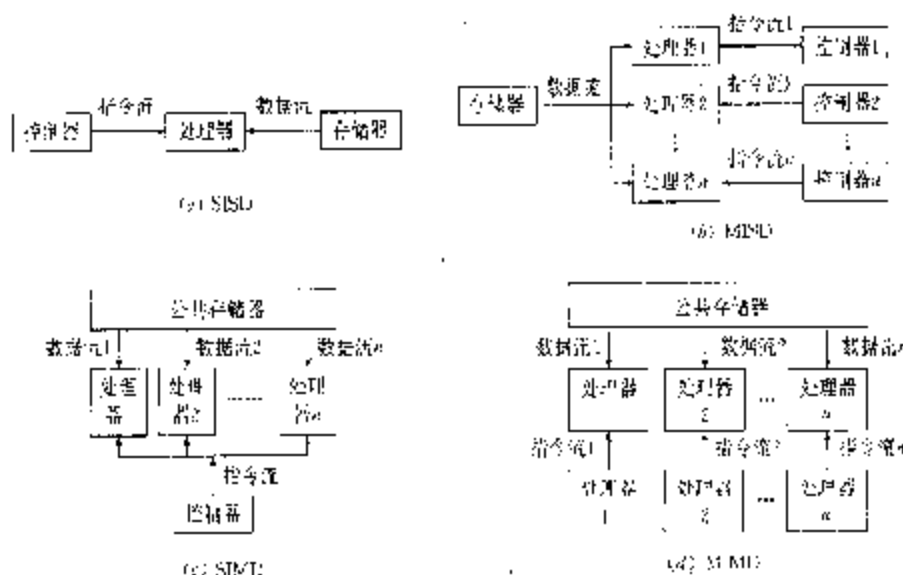 指令流 数据流
控制器 处理器 存储器
(a) SISD
指令流1
处理器1 控制器1
数据流
存储器 处理器2 控制器2
处理器n 指令流n 控制器n
(b) MISD
公共存储器
数据流1 数据流2 数据流n
处理器 处理器2 …… 处理器n
指令流
控制器
(c)
公共存储器
数据流1 数据流2 数据流n
处理器 处理器2 … 处理器n
指令流1 指令流2 指令流n
处理器1 处理器2 … 处理器n
(d) MIMD